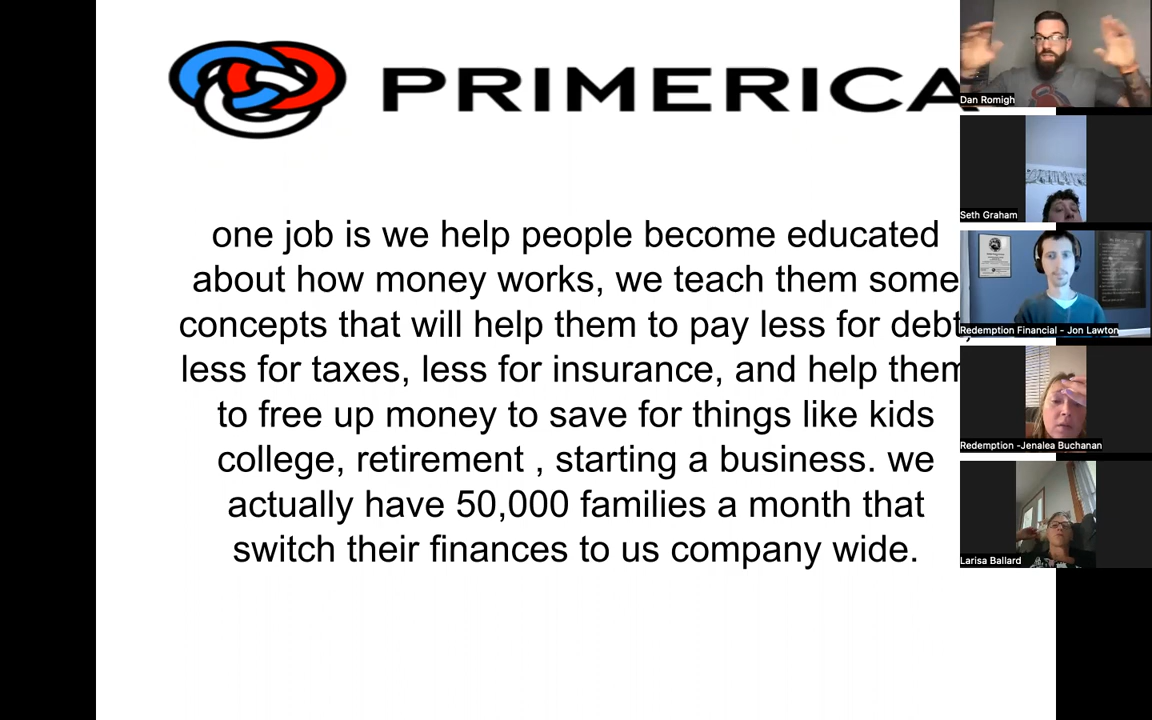 PRIMERICA
one job is we help people become educated
about how money works, we teach them some
concepts that will help them to pay less for debt,
less for taxes, less for insurance, and help them
to free up money to save for things like kids
college, retirement , starting a business. we
actually have 50,000 families a month that
switch their finances to us company wide.
Dan Romigh
Seth Graham
Redemption Financial - Jon Lawton
Redemption -Jenalea Buchanan
Larisa Ballard